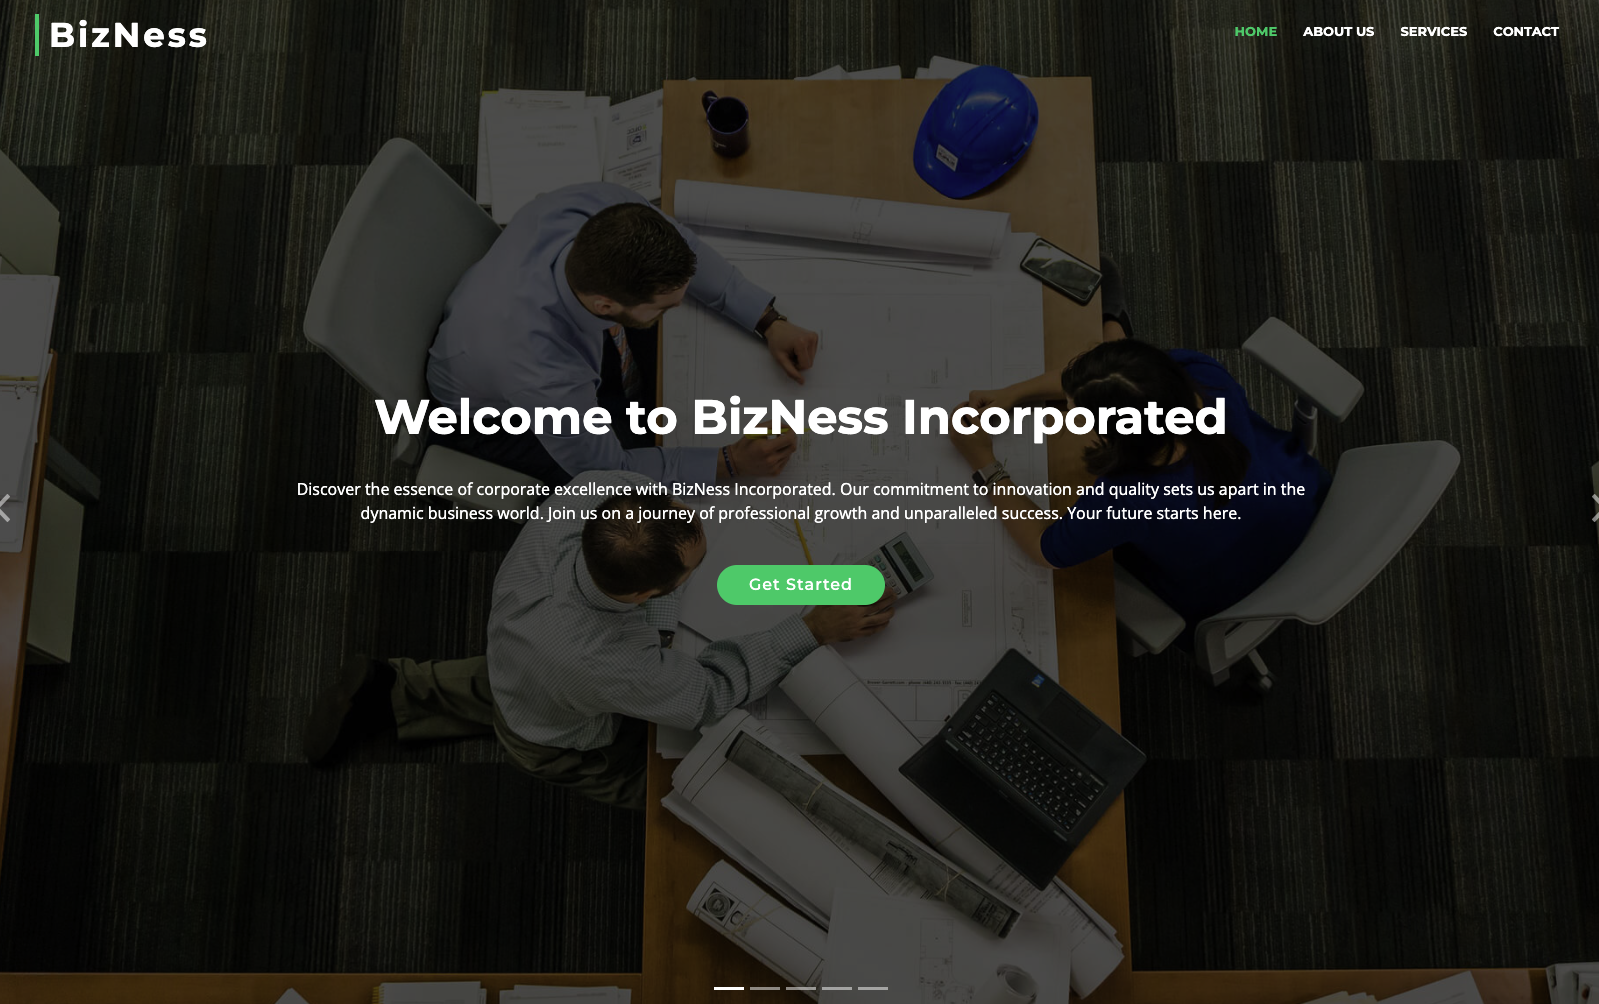 BizNess
HOME ABOUT US SERVICES CONTACT
Welcome to BizNess Incorporated
Discover the essence of corporate excellence with BizNess Incorporated. Our commitment to innovation and quality sets us apart in the
dynamic business world. Join us on a journey of professional growth and unparalleled success. Your future starts here.
Get Started